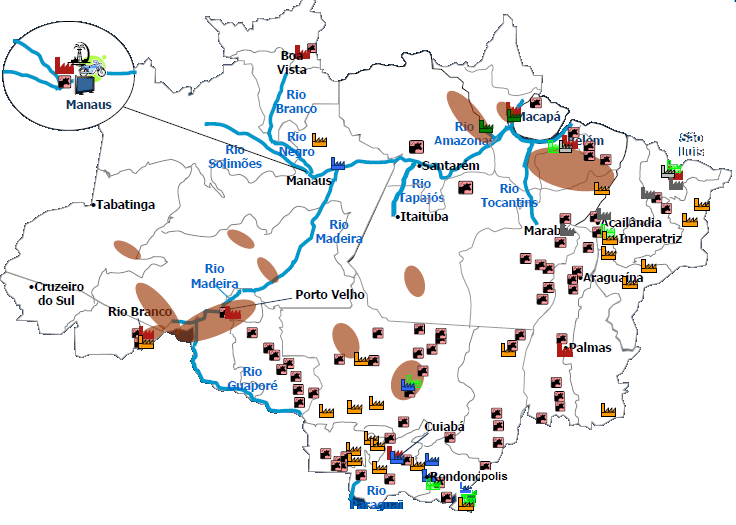 Boa
Vista
Manaus
Rio
Branco
Macapá
Rio
Negro
Rio
Amazonas
Belém
São
Luis
Rio
Solimões
Santarém
Manaus
Rio
Tapajós
Rio
Tocantins
Tabatinga
Itaituba
Açailândia
Rio
Madeira
Marabá
Imperatriz
Rio
Madeira
Araguaína
Cruzeiro
do Sul
Porto Velho
Rio Branco
Palmas
Rio
Guaporé
Cuiabá
Rondonópolis
Rio
Paraguai